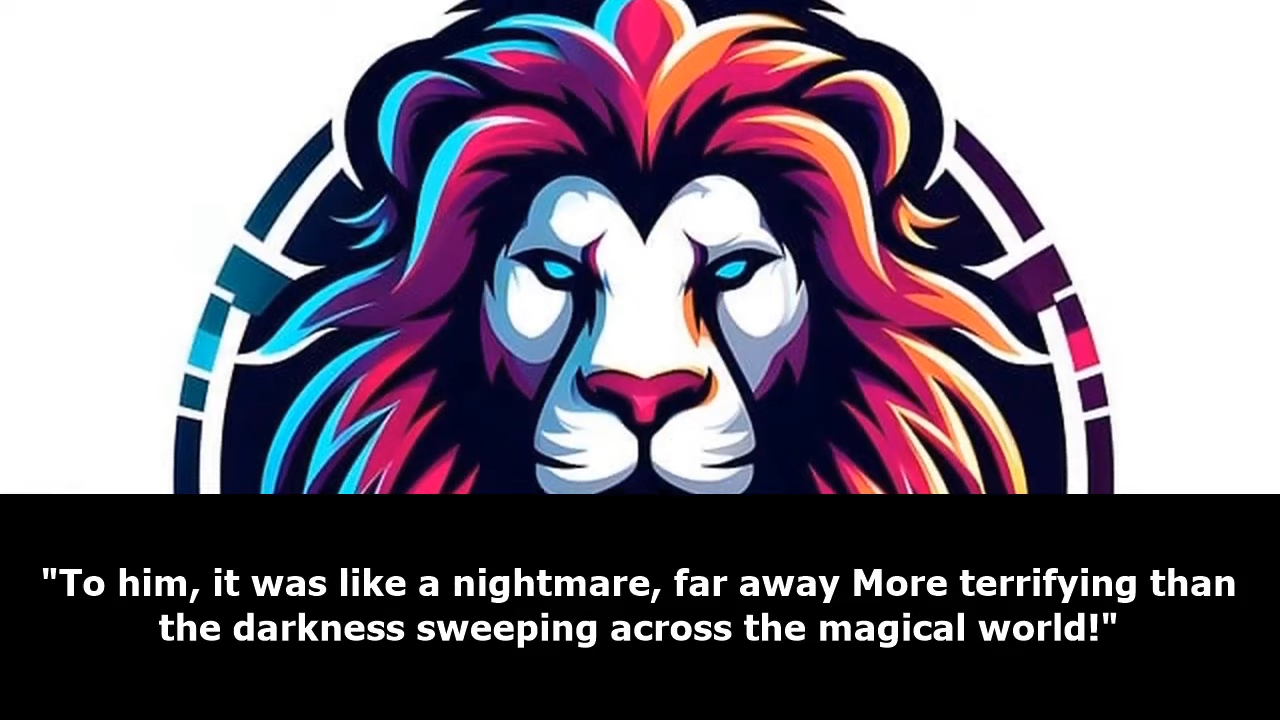 "To him, it was like a nightmare, far away More terrifying than
the darkness sweeping across the magical world!"